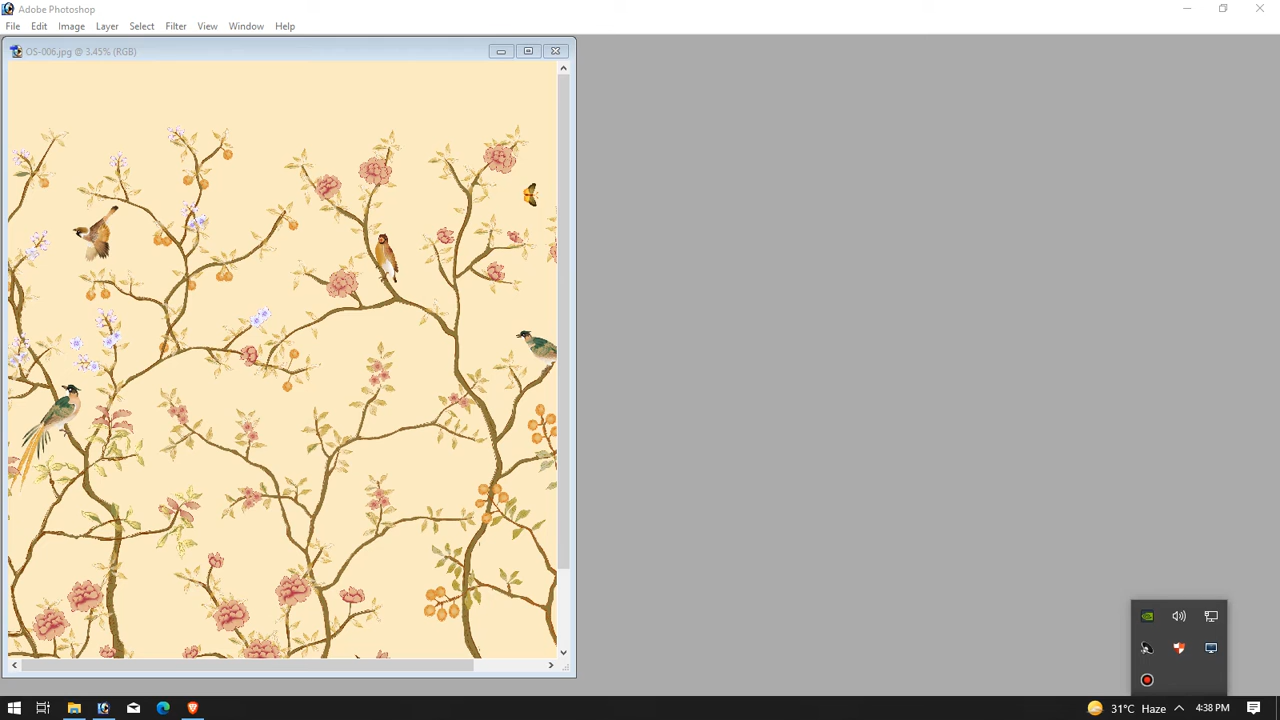 Adobe Photoshop
File Edit Image Layer Select Filter View Window Help
OS-006.jpg @ 3.45% (RGB)
31°C Haze 4:38 PM